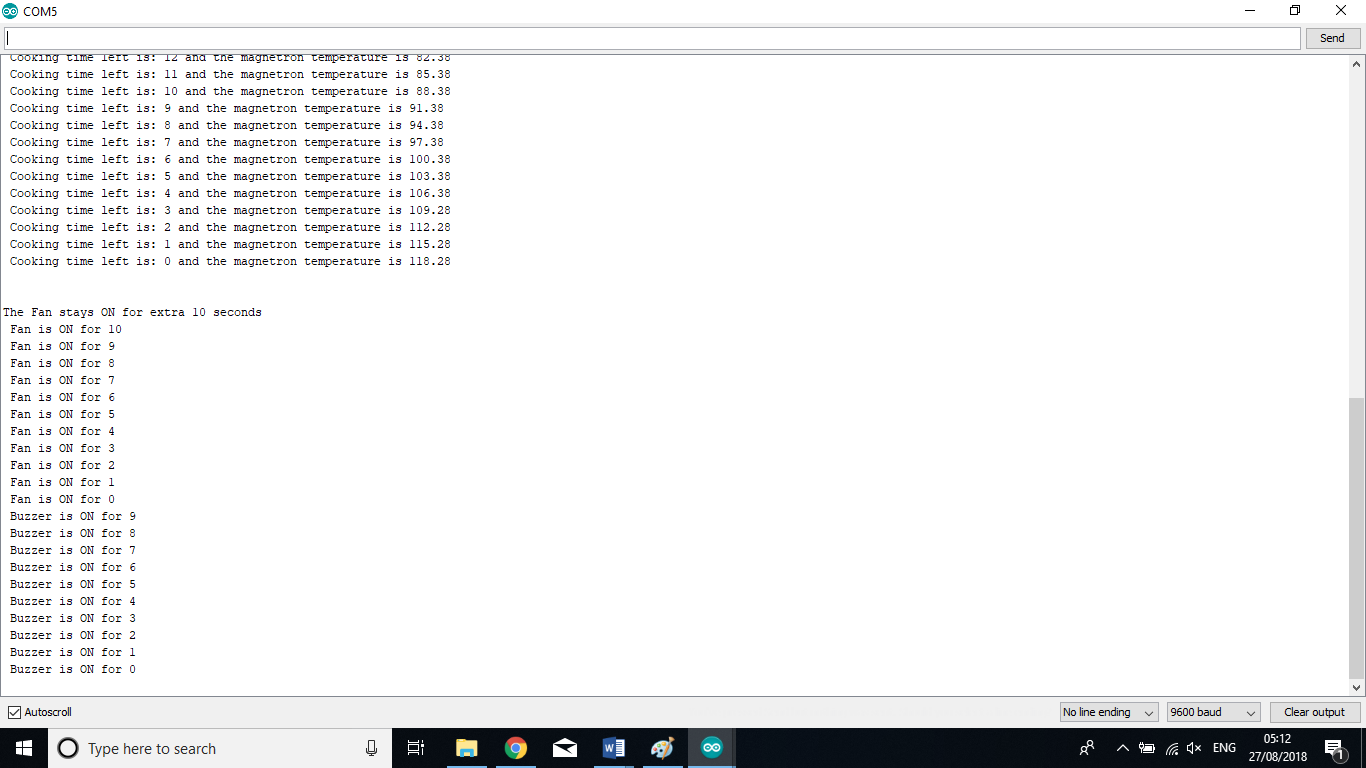 COM5
Send
Cooking time left is: 12 and the magnetron temperature is 82.38
Cooking time left is: 11 and the magnetron temperature is 85.38
Cooking time left is: 10 and the magnetron temperature is 88.38
Cooking time left is: 9 and the magnetron temperature is 91.38
Cooking time left is: 8 and the magnetron temperature is 94.38
Cooking time left is: 7 and the magnetron temperature is 97.38
Cooking time left is: 6 and the magnetron temperature is 100.38
Cooking time left is: 5 and the magnetron temperature is 103.38
Cooking time left is: 4 and the magnetron temperature is 106.38
Cooking time left is: 3 and the magnetron temperature is 109.28
Cooking time left is: 2 and the magnetron temperature is 112.28
Cooking time left is: 1 and the magnetron temperature is 115.28
Cooking time left is: 0 and the magnetron temperature is 118.28
The Fan stays ON for extra 10 seconds
Fan is ON for 10
Fan is ON for 9
Fan is ON for 8
Fan is ON for 7
Fan is ON for 6
Fan is ON for 5
Fan is ON for 4
Fan is ON for 3
Fan is ON for 2
Fan is ON for 1
Fan is ON for 0
Buzzer is ON for 9
Buzzer is ON for 8
Buzzer is ON for 7
Buzzer is ON for 6
Buzzer is ON for 5
Buzzer is ON for 4
Buzzer is ON for 3
Buzzer is ON for 2
Buzzer is ON for 1
Buzzer is ON for 0
Autoscroll
No line ending
9600 baud
Clear output
Type here to search
ENG
05:12
27/08/2018
1